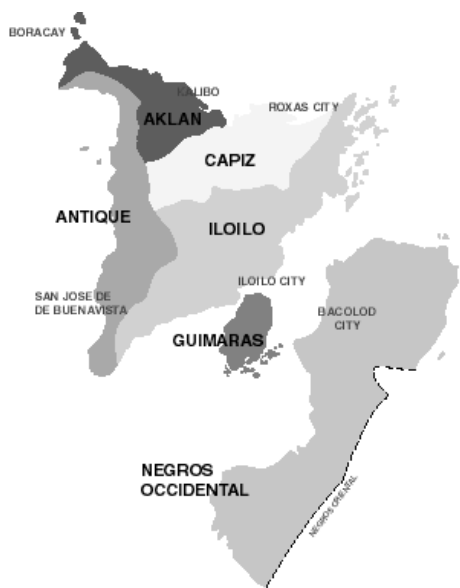 BORACAY
KALIBO
ROXAS CITY
AKLAN
CAPIZ
ANTIQUE
ILOILO
ILOILO CITY
SAN JOSE DE
DE BUENAVISTA
BACOLOD
CITY
GUIMARAS
NEGROS
OCCIDENTAL
NEGROS ORIENTAL